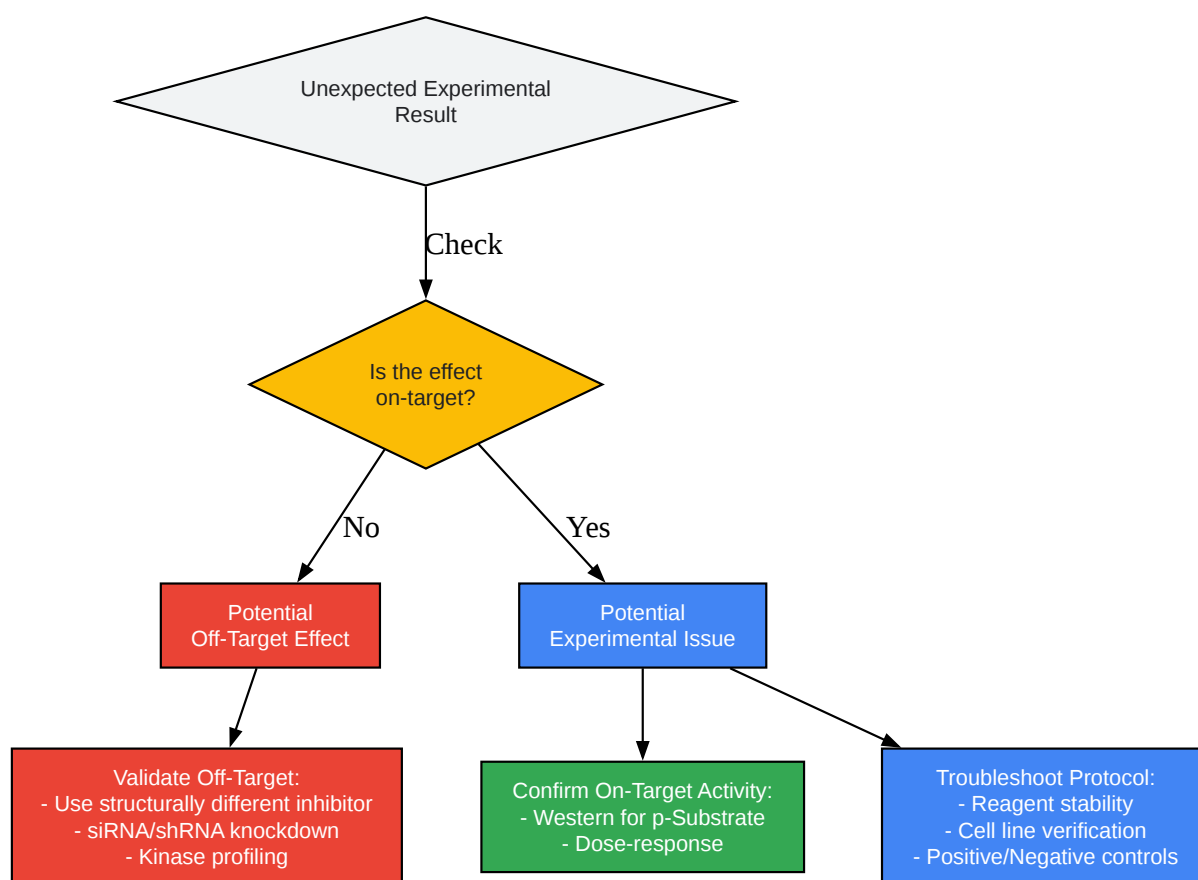 Unexpected Experimental
Result
Check
Is the effect
on-target?
No
Yes
Potential
Off-Target Effect
Potential
Experimental Issue
Validate Off-Target:
- Use structurally different inhibitor
- siRNA/shRNA knockdown
- Kinase profiling
Confirm On-Target Activity:
- Western for p-Substrate
- Dose-response
Troubleshoot Protocol:
- Reagent stability
- Cell line verification
- Positive/Negative controls